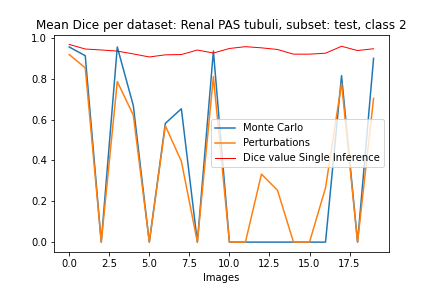 Mean Dice per dataset: Renal PAS tubuli, subset: test, class 2
1.0
0.8
0.6
0.4
0.2
0.0
Monte Carlo
Perturbations
Dice value Single Inference
0.0 2.5 5.0 7.5 10.0 12.5 15.0 17.5
Images